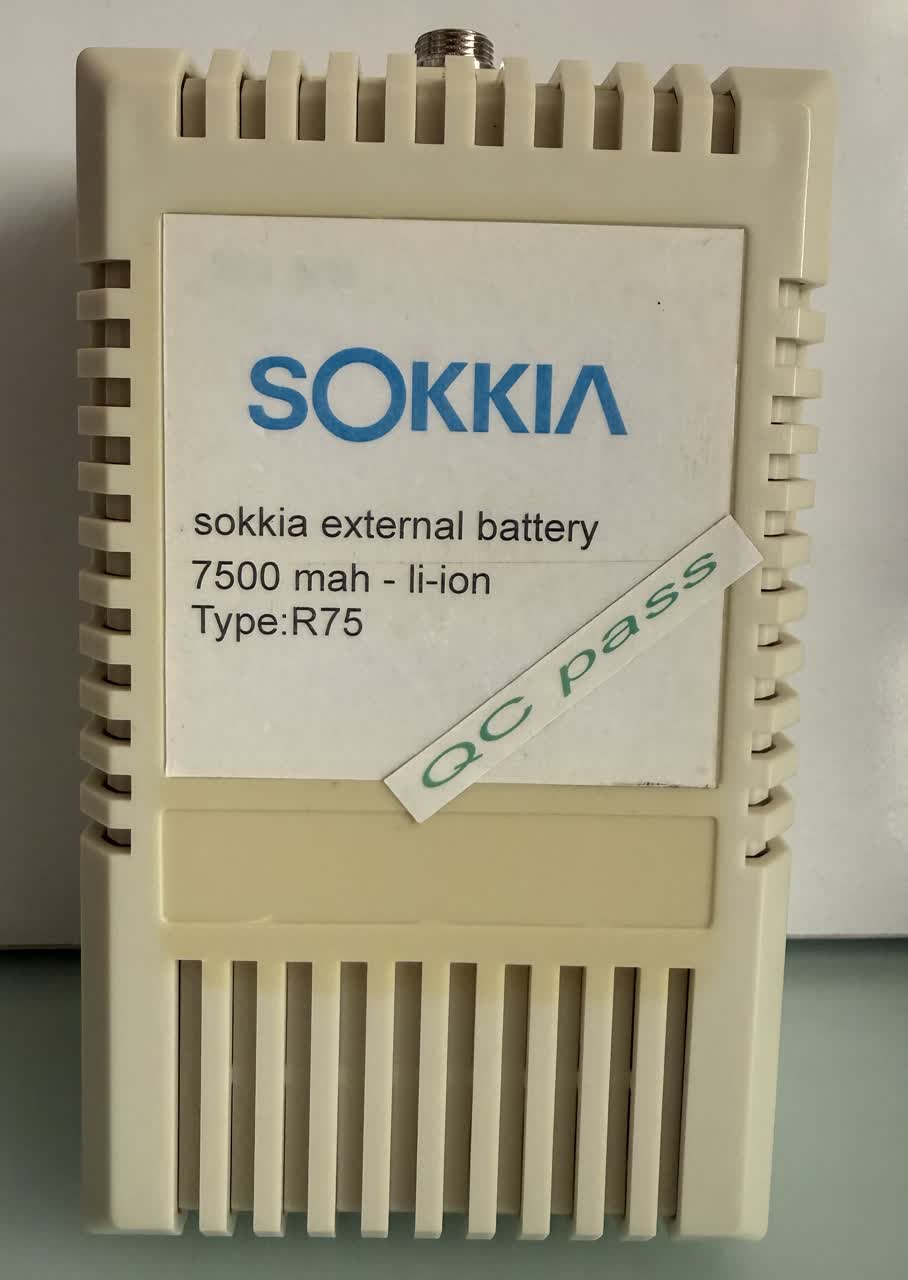 SOKKIA
sokkia external battery
7500 mah - li-ion
Type:R75
QC pass